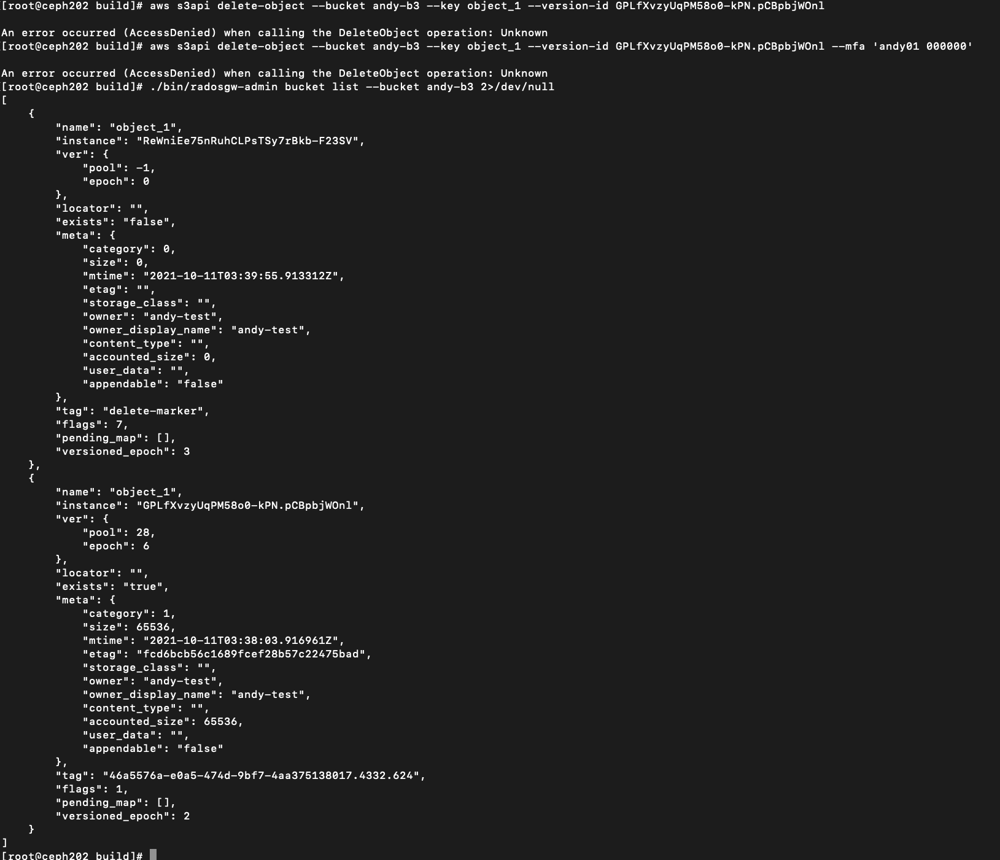 [root@ceph202 build]# aws s3api delete-object --bucket andy-b3 --key object_1 --version-id GPLfXvzyUqPM58o0-kPN.pCBpbjWOnl

An error occurred (AccessDenied) when calling the DeleteObject operation: Unknown
[root@ceph202 build]# aws s3api delete-object --bucket andy-b3 --key object_1 --version-id GPLfXvzyUqPM58o0-kPN.pCBpbjWOnl --mfa 'andy01 000000'

An error occurred (AccessDenied) when calling the DeleteObject operation: Unknown
[root@ceph202 build]# ./bin/radosgw-admin bucket list --bucket andy-b3 2>/dev/null
[
    {
        "name": "object_1",
        "instance": "ReWniEe75nRuhCLPsTSy7rBkb-F23SV",
        "ver": {
            "pool": -1,
            "epoch": 0
        },
        "locator": "",
        "exists": "false",
        "meta": {
            "category": 0,
            "size": 0,
            "mtime": "2021-10-11T03:39:55.913312Z",
            "etag": "",
            "storage_class": "",
            "owner": "andy-test",
            "owner_display_name": "andy-test",
            "content_type": "",
            "accounted_size": 0,
            "user_data": "",
            "appendable": "false"
        },
        "tag": "delete-marker",
        "flags": 7,
        "pending_map": [],
        "versioned_epoch": 3
    },
    {
        "name": "object_1",
        "instance": "GPLfXvzyUqPM58o0-kPN.pCBpbjWOnl",
        "ver": {
            "pool": 28,
            "epoch": 6
        },
        "locator": "",
        "exists": "true",
        "meta": {
            "category": 1,
            "size": 65536,
            "mtime": "2021-10-11T03:38:03.916961Z",
            "etag": "fcd6bcb56c1689fcef28b57c22475bad",
            "storage_class": "",
            "owner": "andy-test",
            "owner_display_name": "andy-test",
            "content_type": "",
            "accounted_size": 65536,
            "user_data": "",
            "appendable": "false"
        },
        "tag": "46a5576a-e0a5-474d-9bf7-4aa375138017.4332.624",
        "flags": 1,
        "pending_map": [],
        "versioned_epoch": 2
    }
]
[root@ceph202 build]#